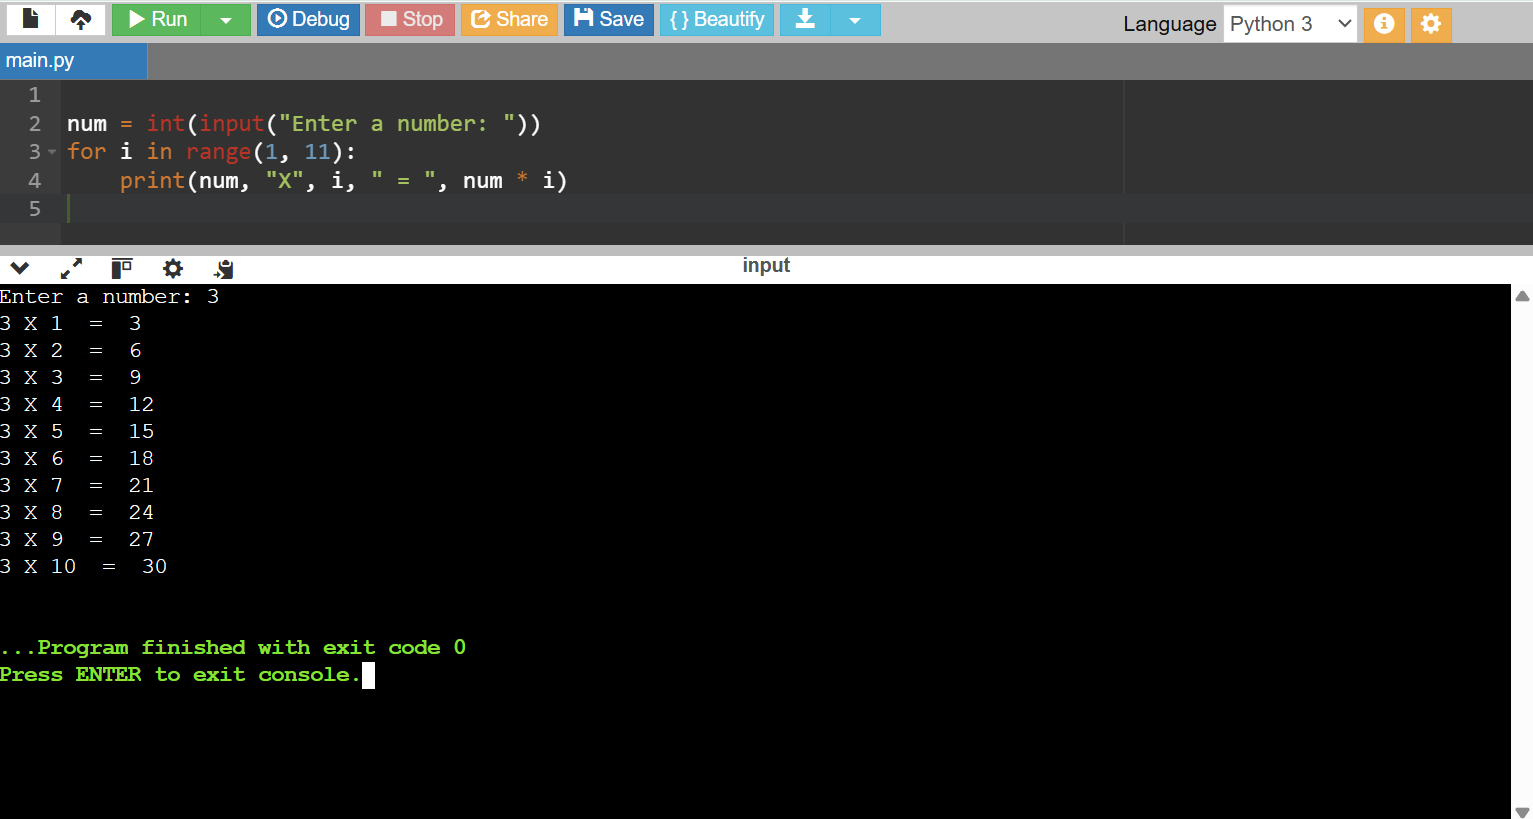 Run Debug Stop Share Save { } Beautify Language Python 3
main.py
1
2 num = int(input("Enter a number: "))
3 for i in range(1, 11):
4     print(num, "X", i, " = ", num * i)
5
input
Enter a number: 3
3 X 1  =  3
3 X 2  =  6
3 X 3  =  9
3 X 4  =  12
3 X 5  =  15
3 X 6  =  18
3 X 7  =  21
3 X 8  =  24
3 X 9  =  27
3 X 10  =  30
...Program finished with exit code 0
Press ENTER to exit console.